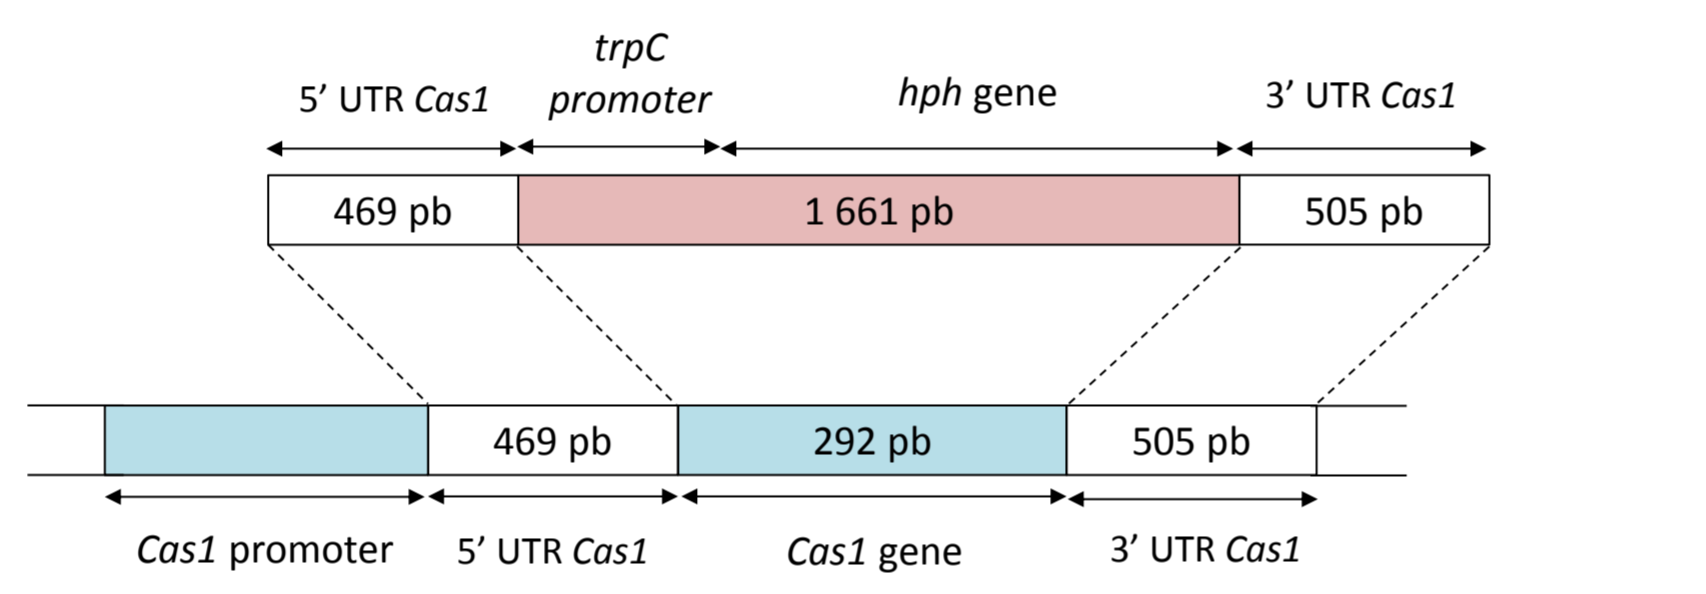 trpC
promoter
5’ UTR Cas1
hph gene
3’ UTR Cas1
469 pb
1 661 pb
505 pb
469 pb
292 pb
505 pb
Cas1 promoter
5’ UTR Cas1
Cas1 gene
3’ UTR Cas1